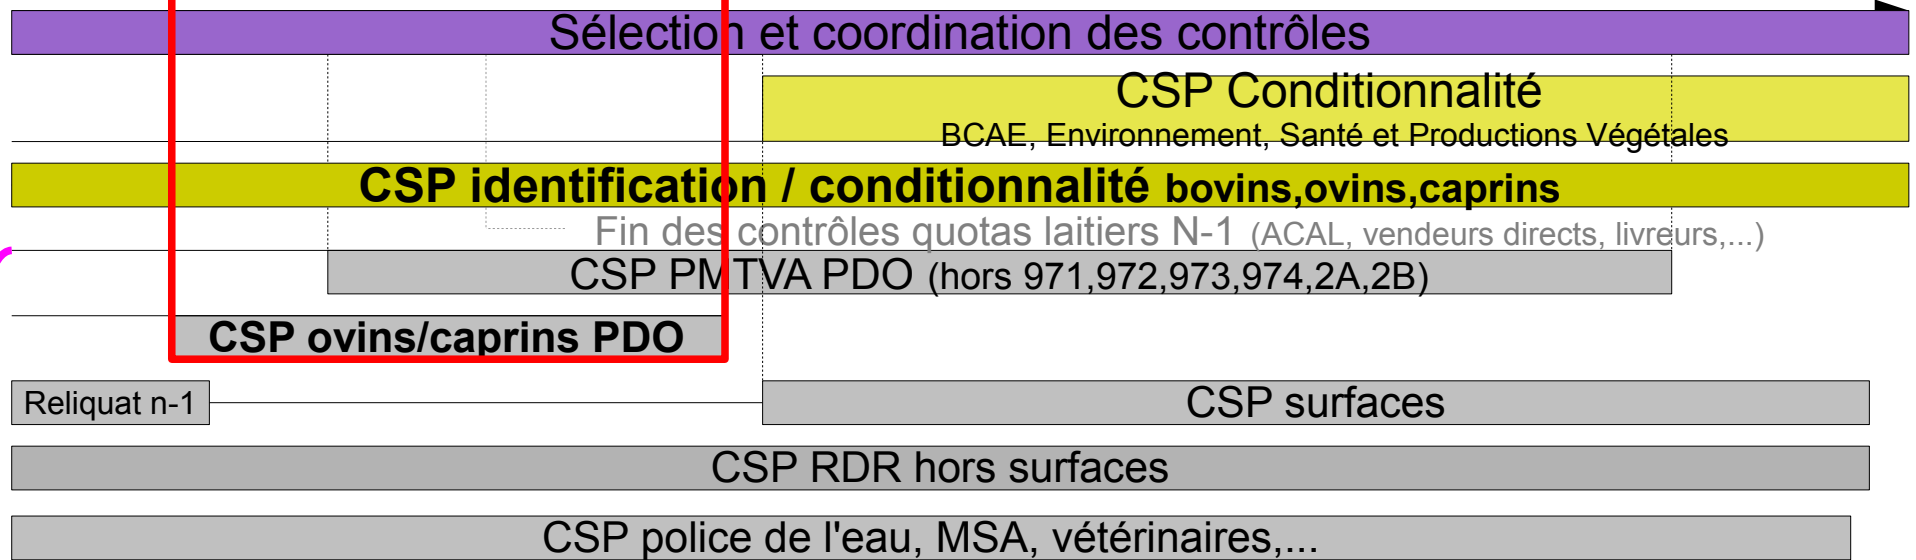 Sélection et coordination des contrôles
CSP Conditionnalité
BCAE, Environnement, Santé et Productions Végétales
CSP identification / conditionnalité bovins,ovins,caprins
Fin des contrôles quotas laitiers N-1 (ACAL, vendeurs directs, livreurs,...)
CSP PMTVA PDO (hors 971,972,973,974,2A,2B)
CSP ovins/caprins PDO
Reliquat n-1
CSP surfaces
CSP RDR hors surfaces
CSP police de l'eau, MSA, vétérinaires,...